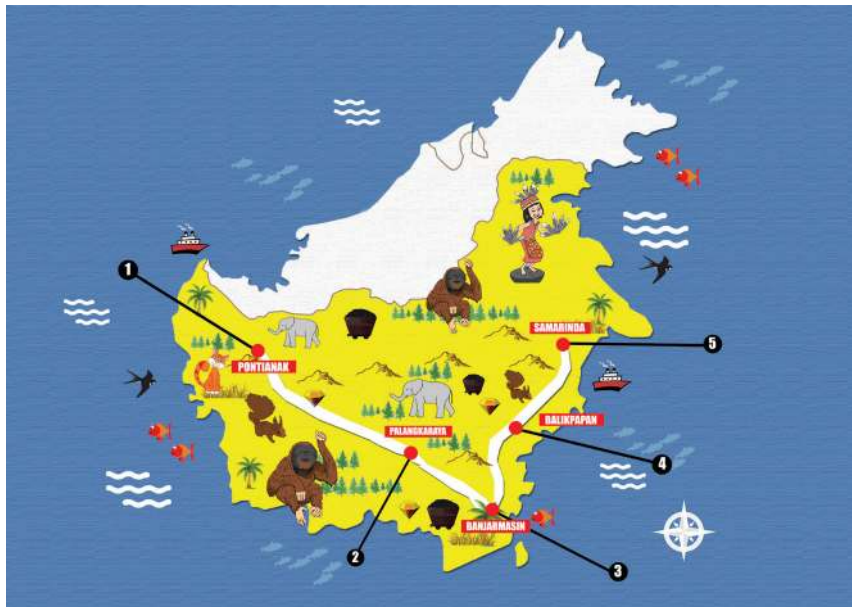 1
PONTIANAK
SAMARINDA
5
BALIKPAPAN
4
PALANGKARAYA
2
BANJARMASIN
3